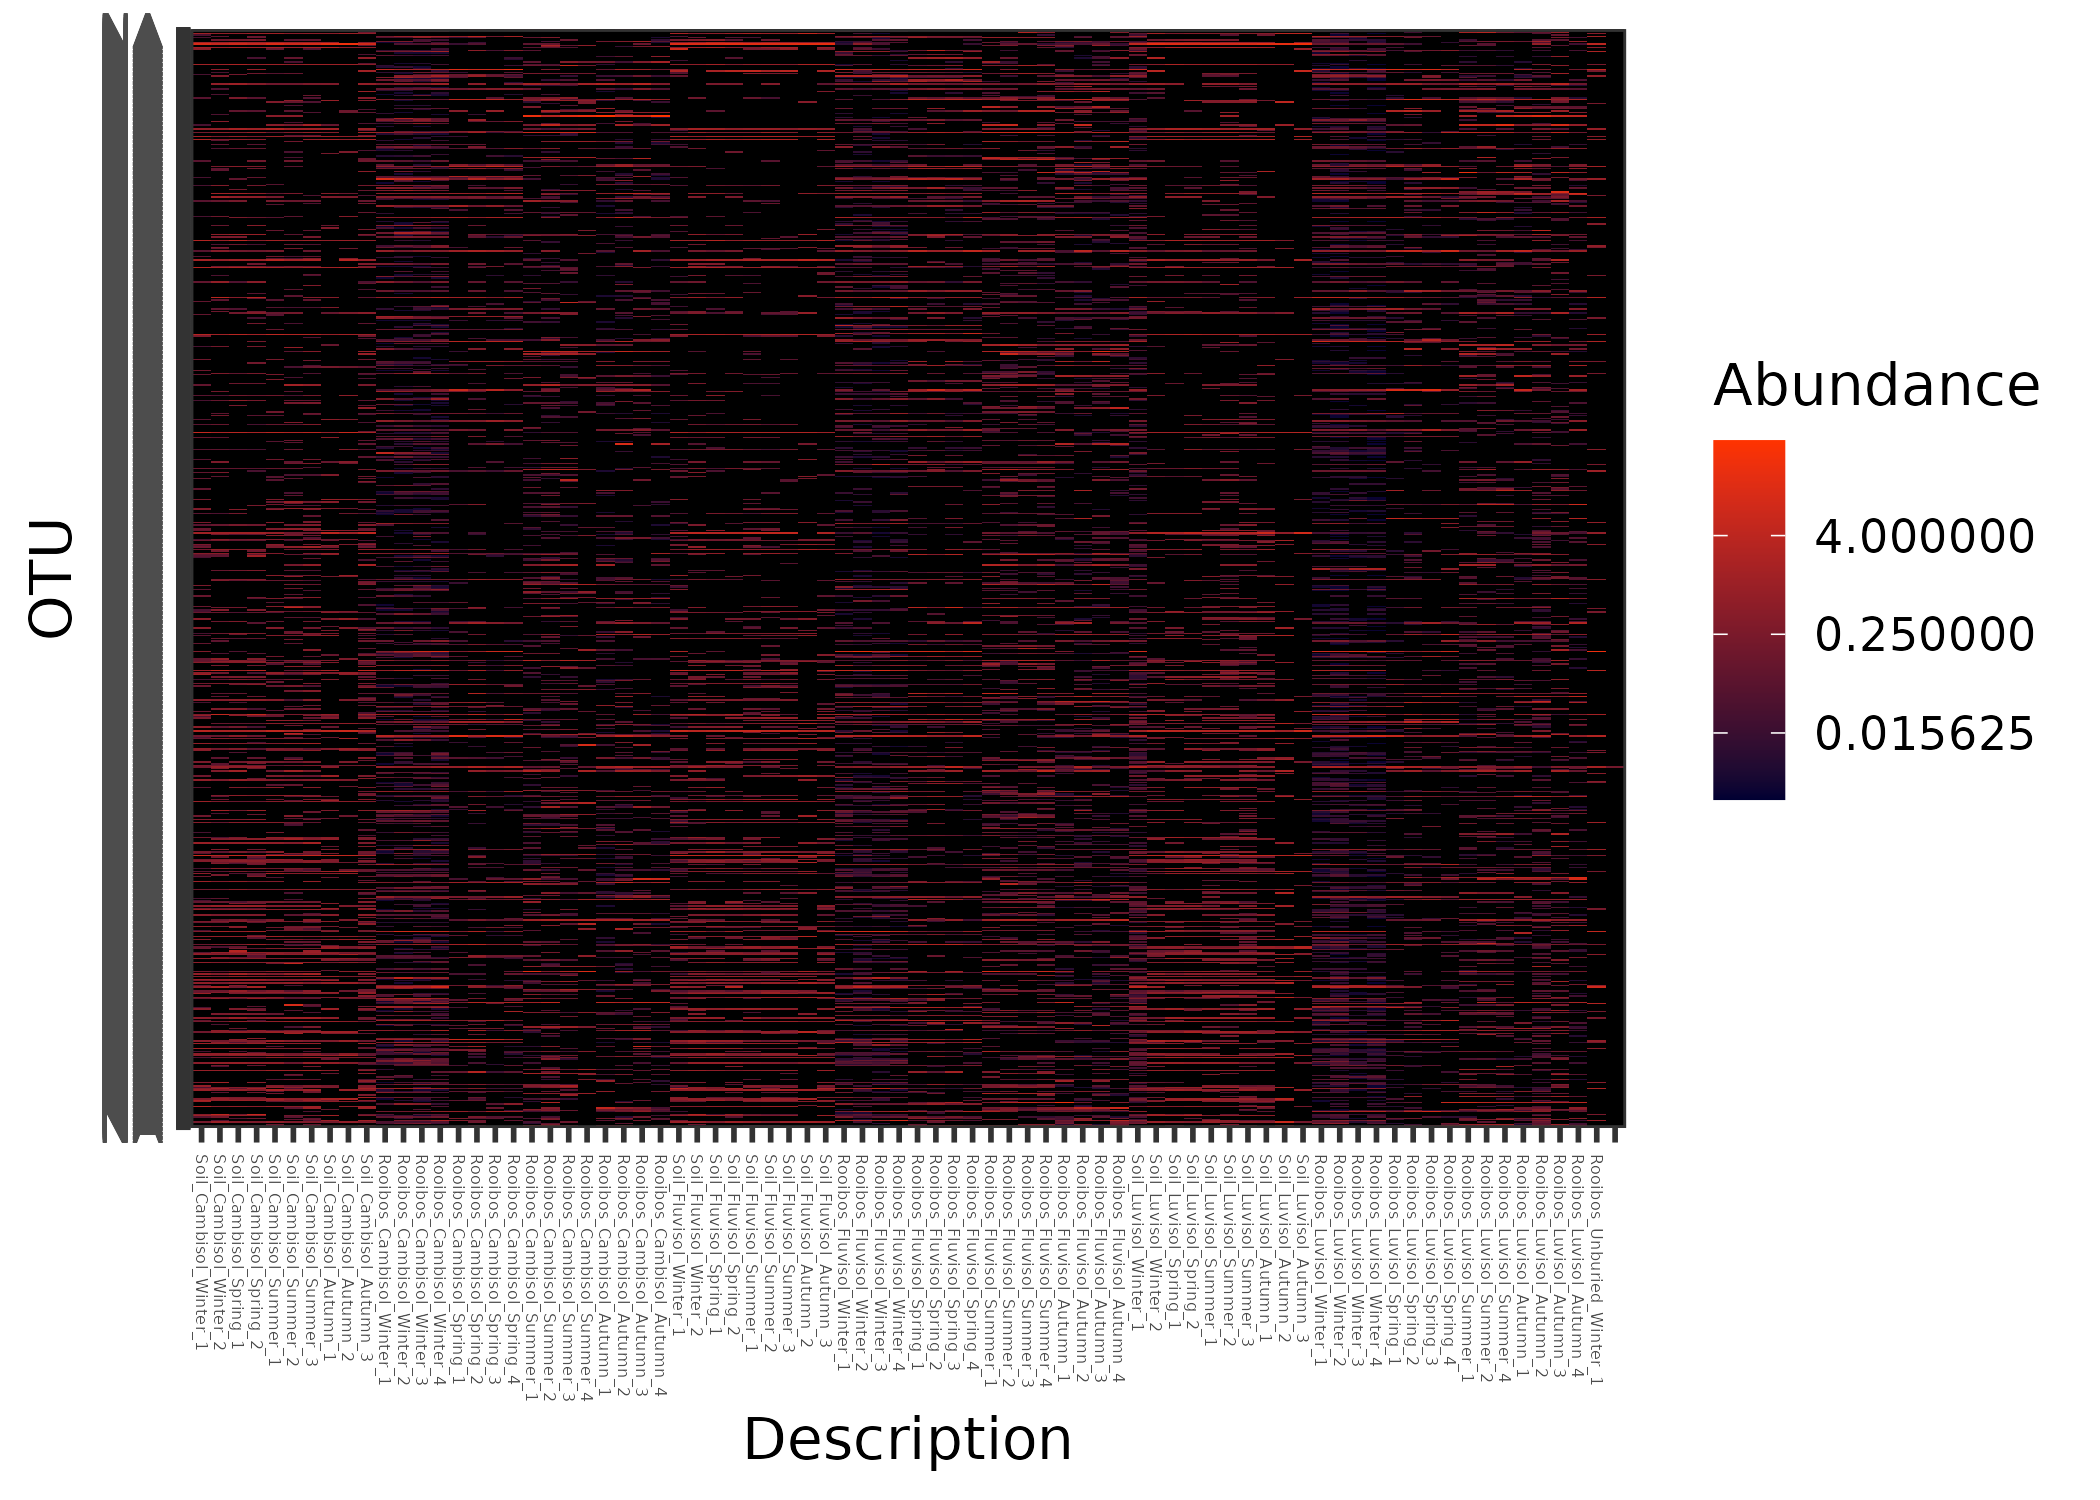 OTU
Abundance
4.000000
0.250000
0.015625
Soil_Cambisol_Winter_1
Soil_Cambisol_Winter_2
Soil_Cambisol_Spring_1
Soil_Cambisol_Spring_2
Soil_Cambisol_Summer_1
Soil_Cambisol_Summer_2
Soil_Cambisol_Summer_3
Soil_Cambisol_Autumn_1
Soil_Cambisol_Autumn_2
Soil_Cambisol_Autumn_3
Rooibos_Cambisol_Winter_1
Rooibos_Cambisol_Winter_2
Rooibos_Cambisol_Winter_3
Rooibos_Cambisol_Winter_4
Rooibos_Cambisol_Spring_1
Rooibos_Cambisol_Spring_2
Rooibos_Cambisol_Spring_3
Rooibos_Cambisol_Spring_4
Rooibos_Cambisol_Summer_1
Rooibos_Cambisol_Summer_2
Rooibos_Cambisol_Summer_3
Rooibos_Cambisol_Summer_4
Rooibos_Cambisol_Autumn_1
Rooibos_Cambisol_Autumn_2
Rooibos_Cambisol_Autumn_3
Rooibos_Cambisol_Autumn_4
Soil_Fluvisol_Winter_1
Soil_Fluvisol_Winter_2
Soil_Fluvisol_Spring_1
Soil_Fluvisol_Spring_2
Soil_Fluvisol_Summer_1
Soil_Fluvisol_Summer_2
Soil_Fluvisol_Summer_3
Soil_Fluvisol_Autumn_2
Soil_Fluvisol_Autumn_3
Rooibos_Fluvisol_Winter_1
Rooibos_Fluvisol_Winter_2
Rooibos_Fluvisol_Winter_3
Rooibos_Fluvisol_Winter_4
Rooibos_Fluvisol_Spring_1
Rooibos_Fluvisol_Spring_2
Rooibos_Fluvisol_Spring_3
Rooibos_Fluvisol_Spring_4
Rooibos_Fluvisol_Summer_1
Rooibos_Fluvisol_Summer_2
Rooibos_Fluvisol_Summer_3
Rooibos_Fluvisol_Summer_4
Rooibos_Fluvisol_Autumn_1
Rooibos_Fluvisol_Autumn_2
Rooibos_Fluvisol_Autumn_3
Rooibos_Fluvisol_Autumn_4
Soil_Luvisol_Winter_1
Soil_Luvisol_Winter_2
Soil_Luvisol_Spring_1
Soil_Luvisol_Spring_2
Soil_Luvisol_Summer_1
Soil_Luvisol_Summer_2
Soil_Luvisol_Summer_3
Soil_Luvisol_Autumn_1
Soil_Luvisol_Autumn_2
Soil_Luvisol_Autumn_3
Rooibos_Luvisol_Winter_1
Rooibos_Luvisol_Winter_2
Rooibos_Luvisol_Winter_3
Rooibos_Luvisol_Winter_4
Rooibos_Luvisol_Spring_1
Rooibos_Luvisol_Spring_2
Rooibos_Luvisol_Spring_3
Rooibos_Luvisol_Spring_4
Rooibos_Luvisol_Summer_1
Rooibos_Luvisol_Summer_2
Rooibos_Luvisol_Summer_4
Rooibos_Luvisol_Autumn_1
Rooibos_Luvisol_Autumn_2
Rooibos_Luvisol_Autumn_3
Rooibos_Luvisol_Autumn_4
Rooibos_Unburied_Winter_1
Description